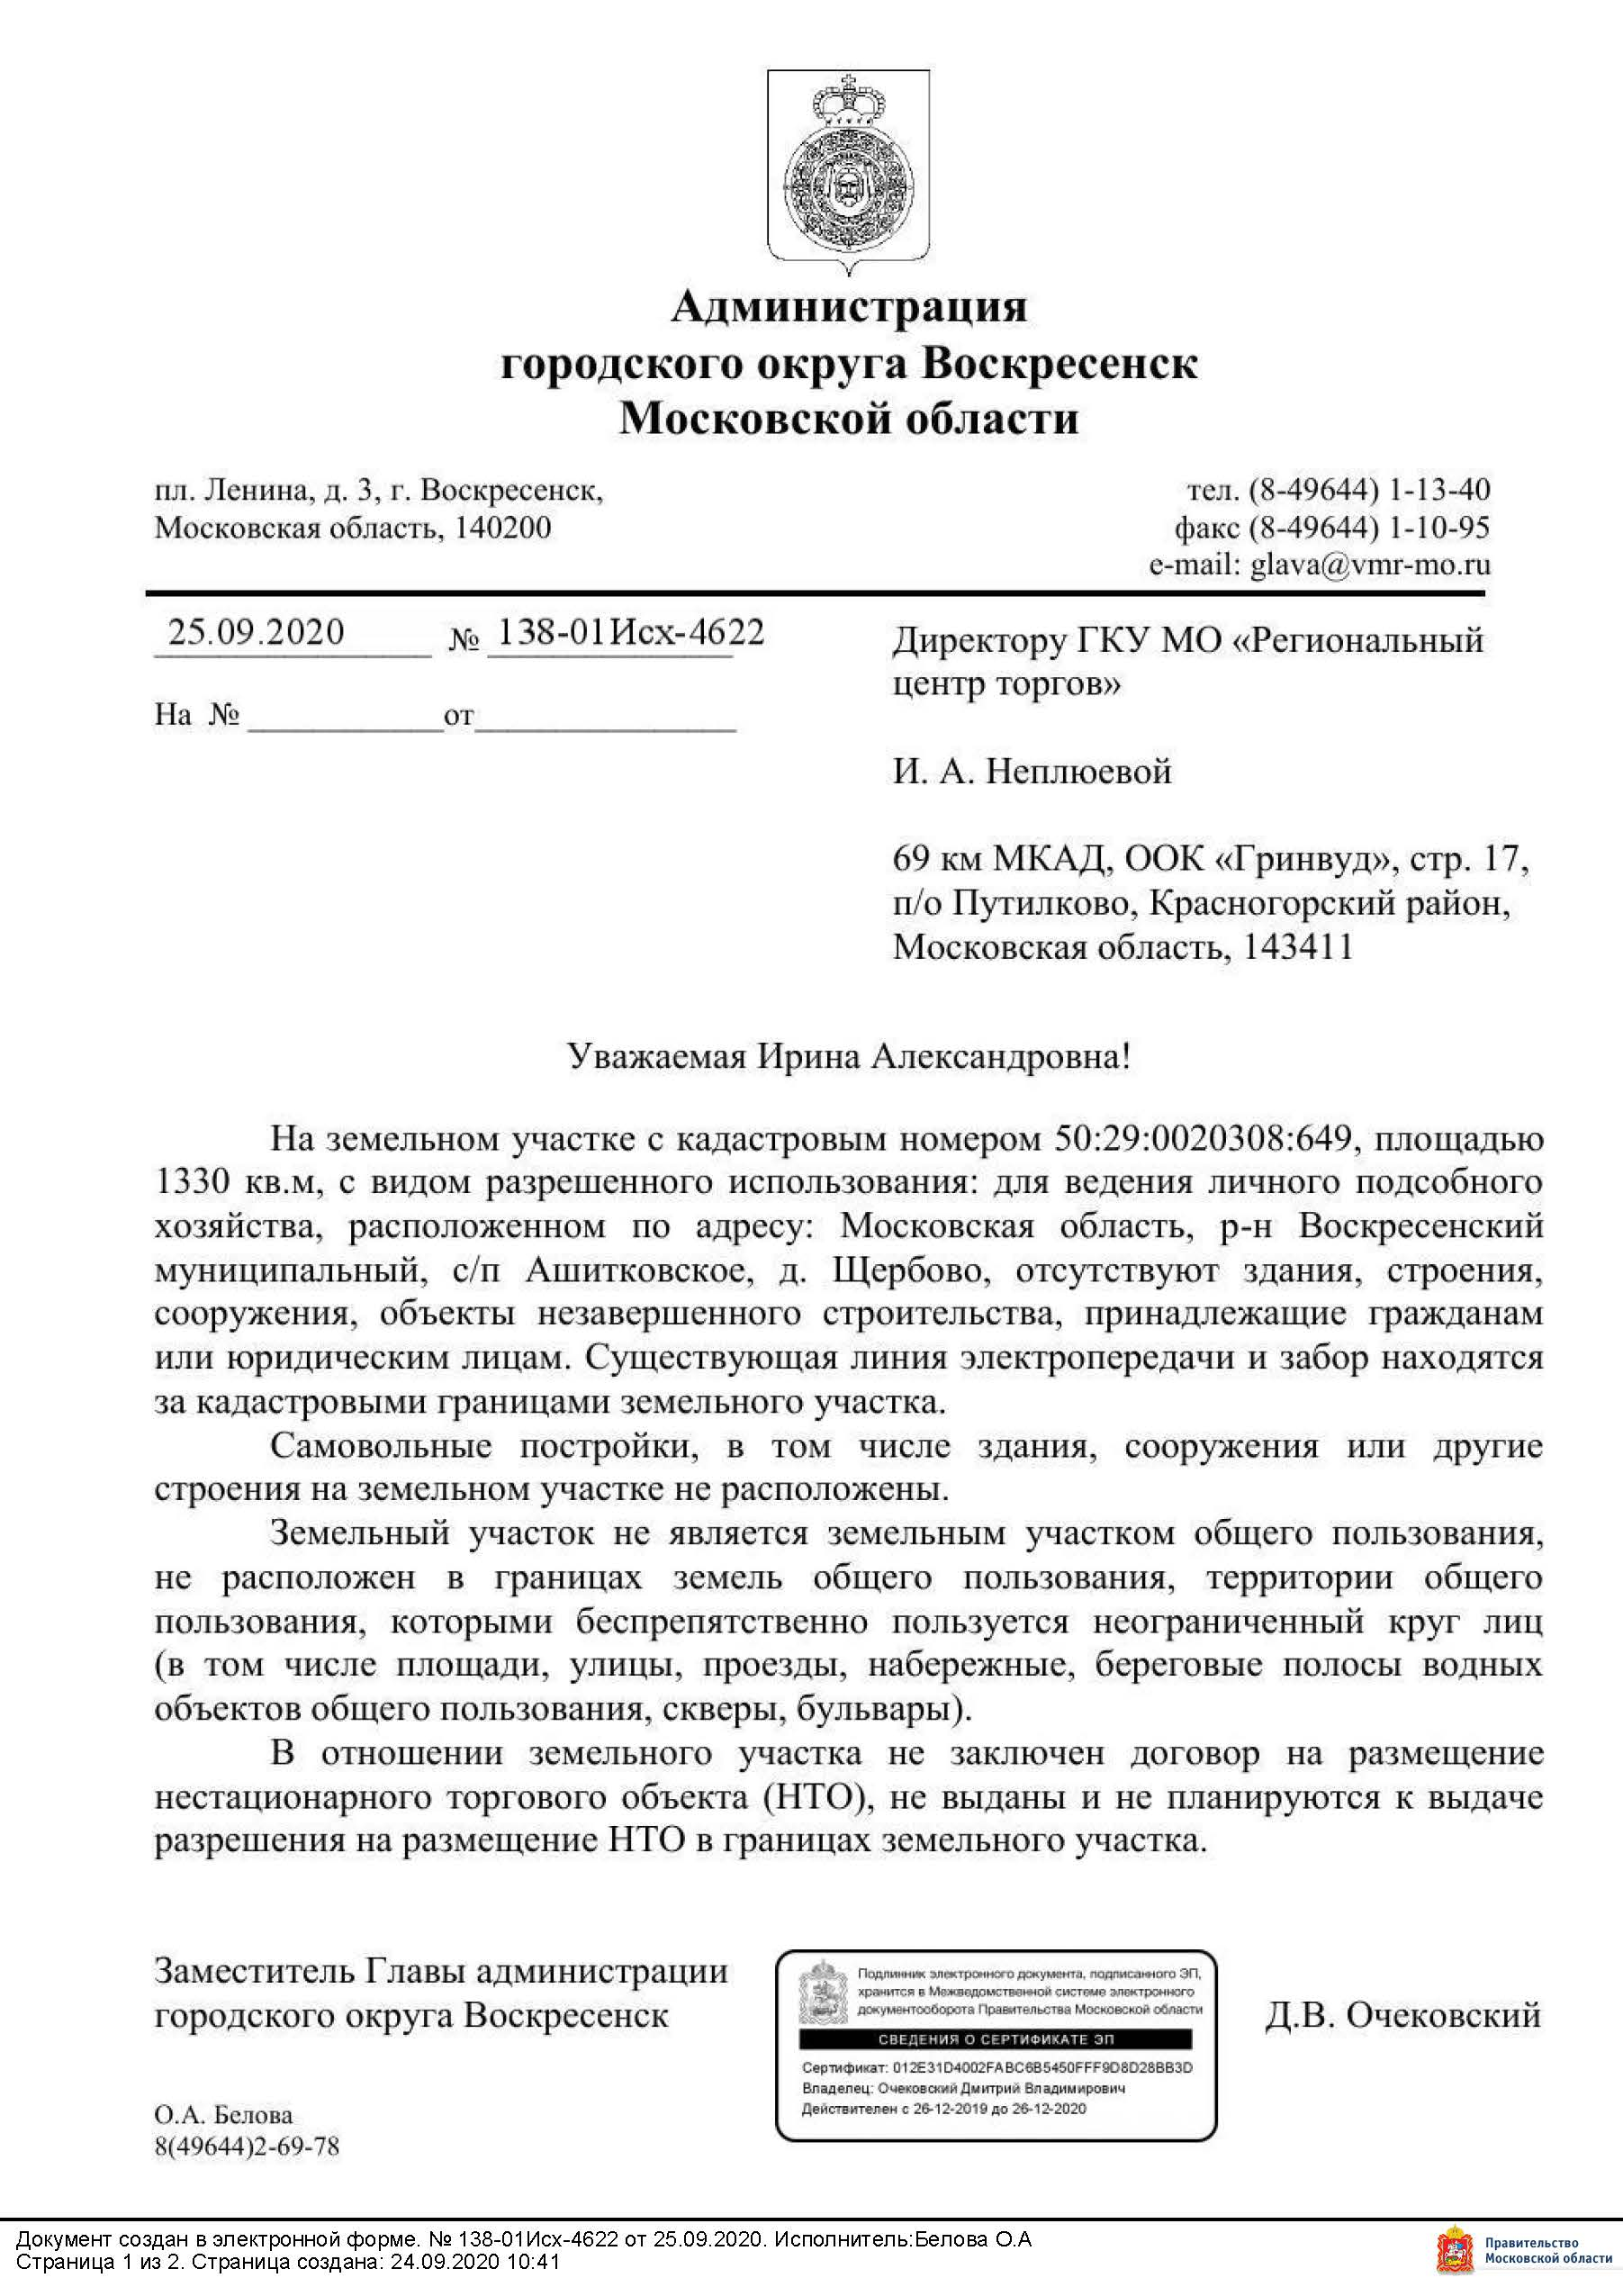 Администрация
городского округа Воскресенск
Московской области
пл. Ленина, д. 3, г. Воскресенск,
Московская область, 140200
тел. (8-49644) 1-13-40
факс (8-49644) 1-10-95
e-mail: glava@vmr-mo.ru
25.09.2020 № 138-01Исх-4622
На № ____________от________________
Директору ГКУ МО «Региональный
центр торгов»
И. А. Неплюевой
69 км МКАД, ООК «Гринвуд», стр. 17,
п/о Путилково, Красногорский район,
Московская область, 143411
Уважаемая Ирина Александровна!
На земельном участке с кадастровым номером 50:29:0020308:649, площадью
1330 кв.м, с видом разрешенного использования: для ведения личного подсобного
хозяйства, расположенном по адресу: Московская область, р-н Воскресенский
муниципальный, с/п Ашитковское, д. Щербово, отсутствуют здания, строения,
сооружения, объекты незавершенного строительства, принадлежащие гражданам
или юридическим лицам. Существующая линия электропередачи и забор находятся
за кадастровыми границами земельного участка.
Самовольные постройки, в том числе здания, сооружения или другие
строения на земельном участке не расположены.
Земельный участок не является земельным участком общего пользования,
не расположен в границах земель общего пользования, территории общего
пользования, которыми беспрепятственно пользуется неограниченный круг лиц
(в том числе площади, улицы, проезды, набережные, береговые полосы водных
объектов общего пользования, скверы, бульвары).
В отношении земельного участка не заключен договор на размещение
нестационарного торгового объекта (НТО), не выданы и не планируются к выдаче
разрешения на размещение НТО в границах земельного участка.
Заместитель Главы администрации
городского округа Воскресенск
Подлинник электронного документа, подписанного ЭП,
хранится в Межведомственной системе электронного
документооборота Правительства Московской области
СВЕДЕНИЯ О СЕРТИФИКАТЕ ЭП
Сертификат: 012E31D4002FABC6B5450FFF9D8D28BB3D
Владелец: Очековский Дмитрий Владимирович
Действителен с 26-12-2019 до 26-12-2020
Д.В. Очековский
О.А. Белова
8(49644)2-69-78
Документ создан в электронной форме. № 138-01Исх-4622 от 25.09.2020. Исполнитель:Белова О.А
Страница 1 из 2. Страница создана: 24.09.2020 10:41
Правительство
Московской области